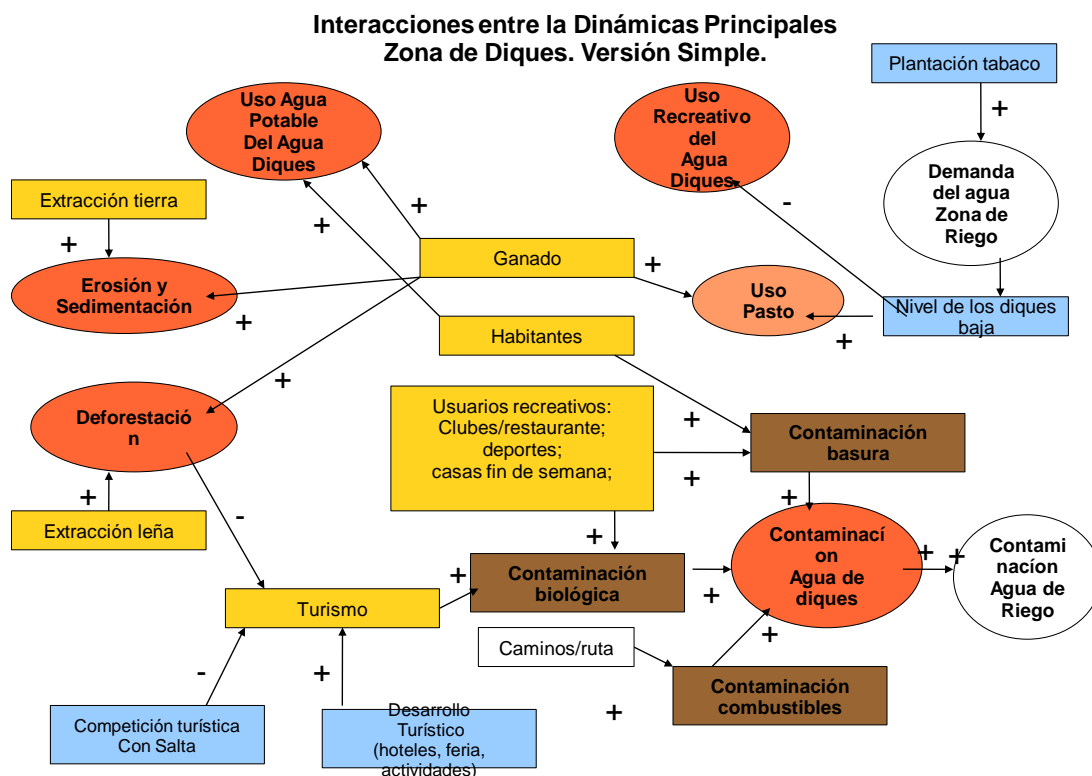 Interacciones entre la Dinámicas Principales
Zona de Diques. Versión Simple.
Plantación tabaco
+
Uso Agua
Potable
Del Agua
Diques
Uso
Recreativo
del
Agua
Diques
Demanda
del agua
Zona de
Riego
Extracción tierra
+
+
+
-
Ganado
+
Erosión y
Sedimentación
+
Uso
Pasto
+
Nivel de los diques
baja
Habitantes
+
Deforestació
n
Usuarios recreativos:
Clubes/restaurante;
deportes;
casas fin de semana;
+
+
Contaminación
basura
+
Extracción leña
-
+
+
Contaminací
on
Agua de
diques
+
+
Contami
nacíon
Agua de
Riego
Contaminación
biológica
+
+
Turismo
Caminos/ruta
+
-
+
Contaminación
combustibles
+
Competición turística
Con Salta
Desarrollo
Turístico
(hoteles, feria,
actividades)